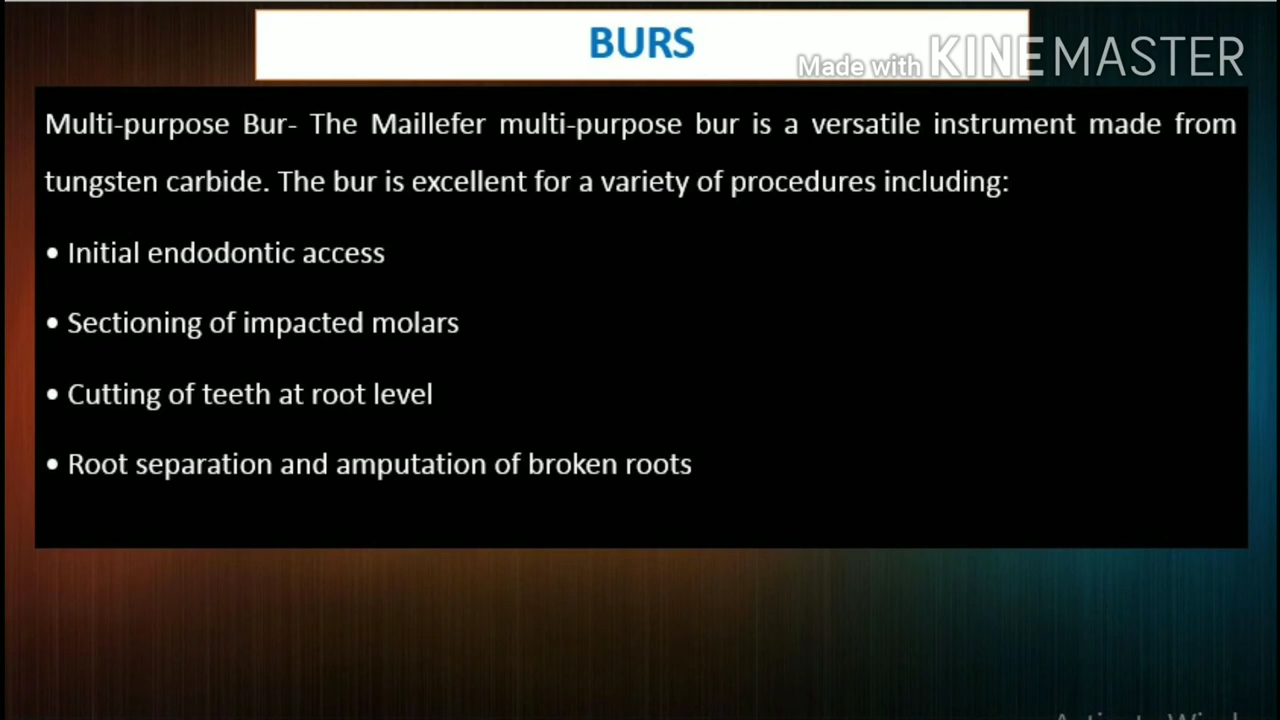 BURS
Made with KINEMASTER
Multi-purpose Bur- The Maillefer multi-purpose bur is a versatile instrument made from
tungsten carbide. The bur is excellent for a variety of procedures including:
• Initial endodontic access
• Sectioning of impacted molars
• Cutting of teeth at root level
• Root separation and amputation of broken roots